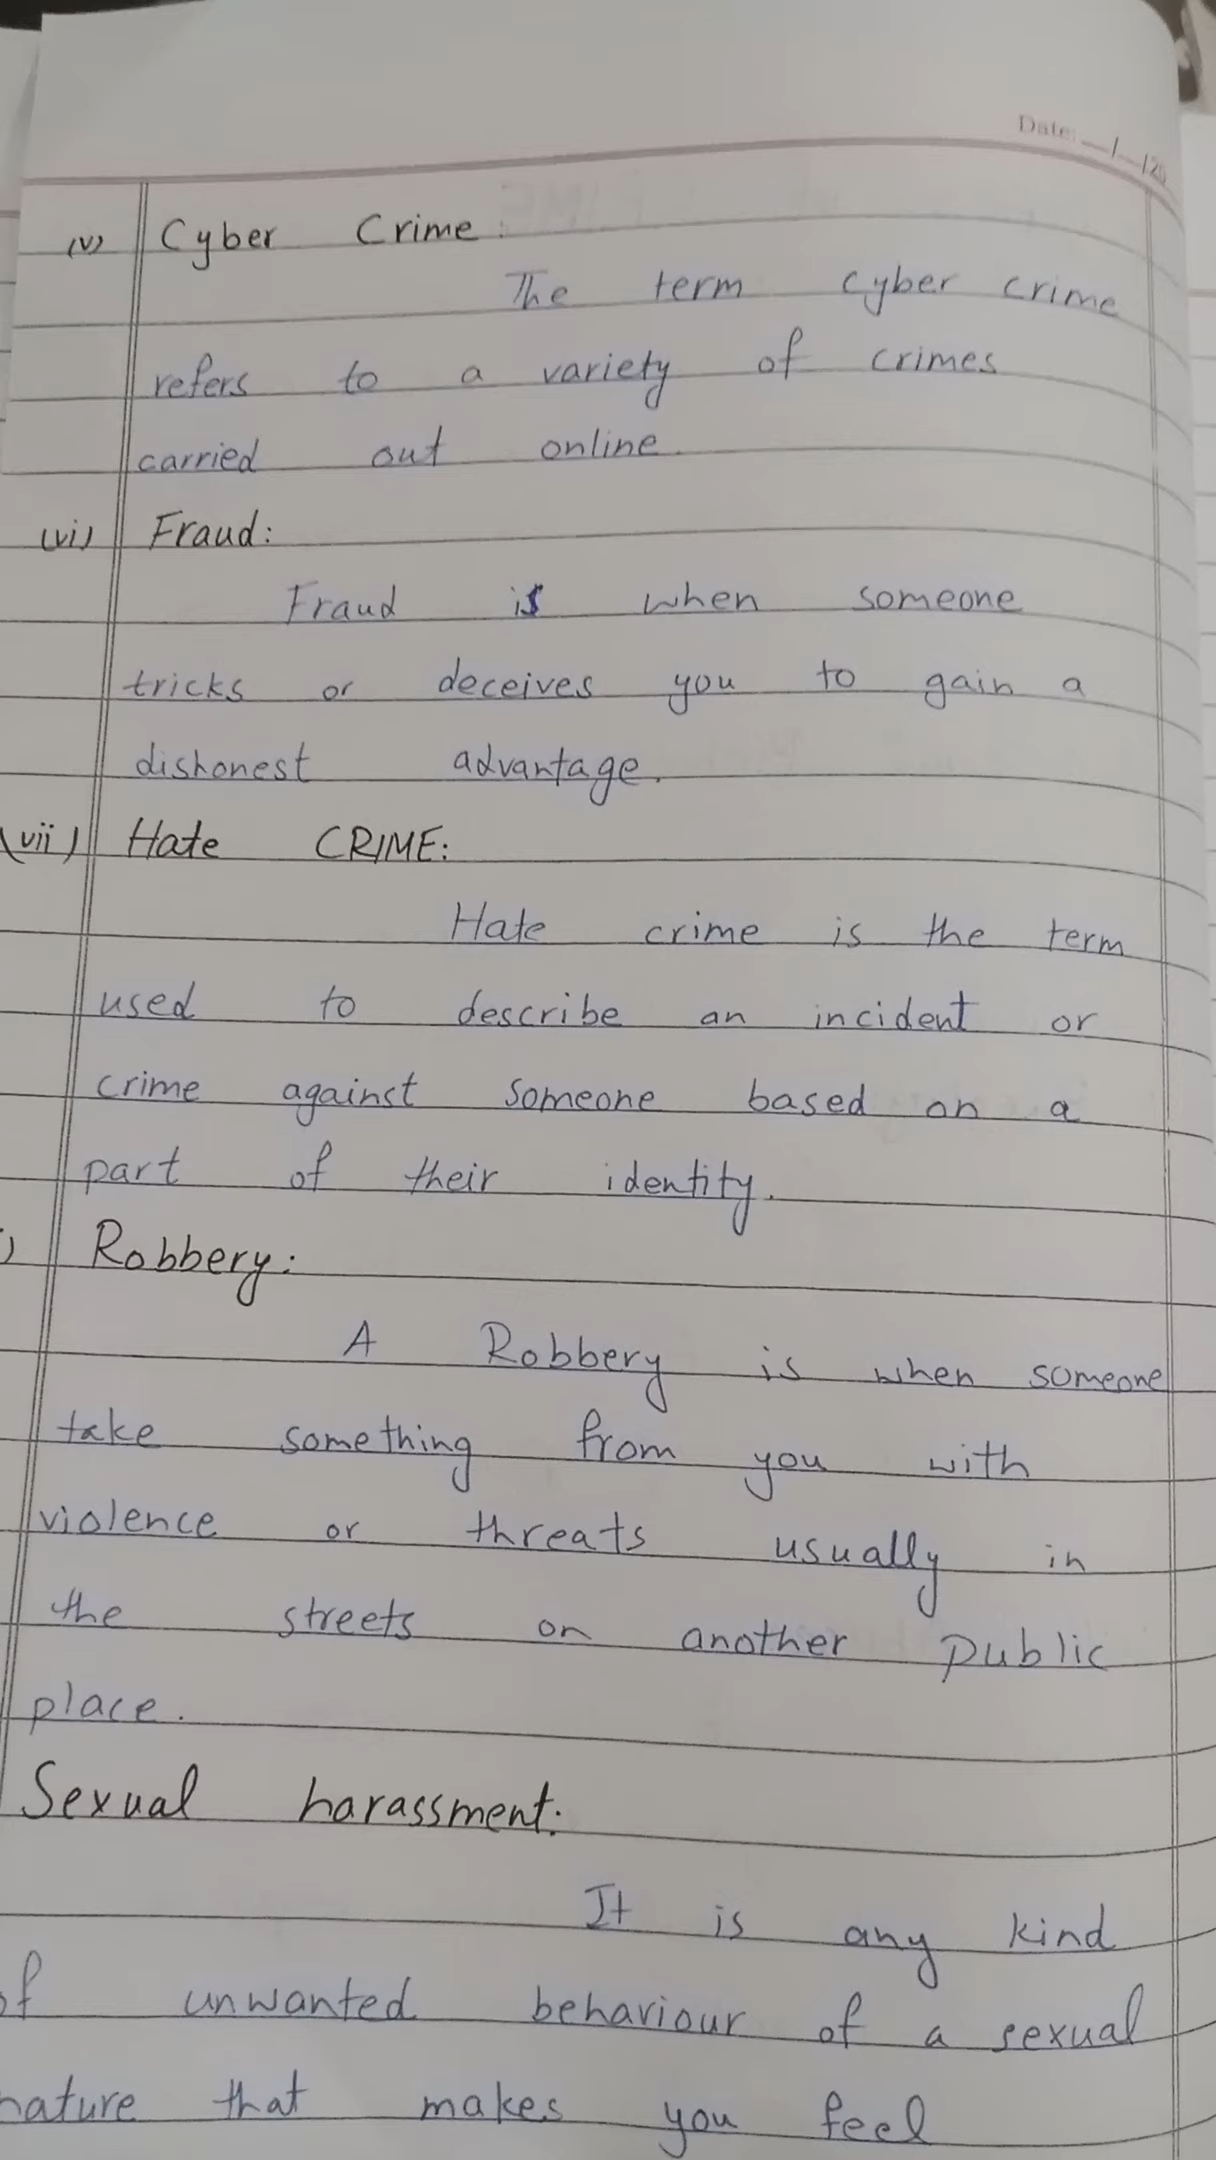 Date: __/__/20
(v) Cyber Crime:
The term cyber crime
refers to a variety of crimes
carried out online.
(vi) Fraud:
Fraud is when someone
tricks or deceives you to gain a
dishonest advantage.
(vii) Hate CRIME:
Hate crime is the term
used to describe an incident or
crime against someone based on a
part of their identity.
) Robbery:
A Robbery is when someone
take something from you with
violence or threats usually in
the streets on another public
place.
Sexual harassment:
It is any kind
of unwanted behaviour of a sexual
nature that makes you feel